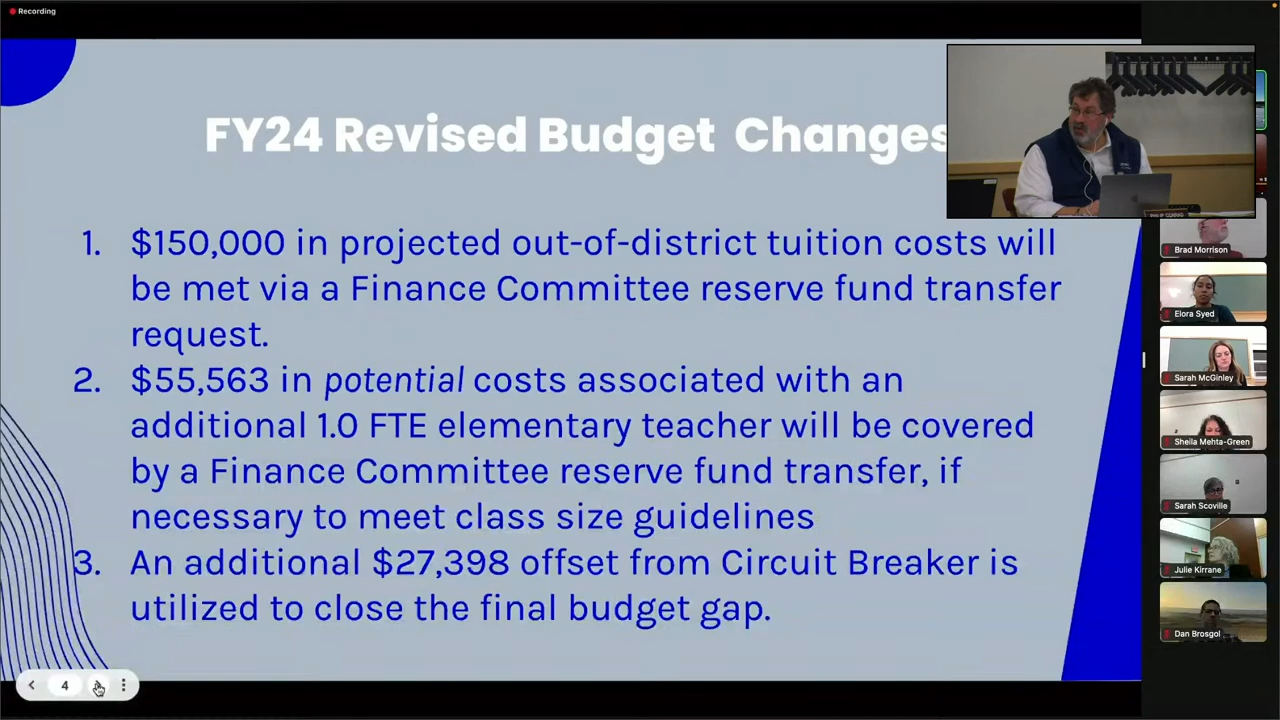 Recording
FY24 Revised Budget Changes
1. $150,000 in projected out-of-district tuition costs will
be met via a Finance Committee reserve fund transfer
request.
2. $55,563 in potential costs associated with an
additional 1.0 FTE elementary teacher will be covered
by a Finance Committee reserve fund transfer, if
necessary to meet class size guidelines
3. An additional $27,398 offset from Circuit Breaker is
utilized to close the final budget gap.
Brad Morrison
Elora Syed
Sarah McGinley
Sheila Mehta-Green
Sarah Scoville
Julie Kirrane
Dan Brosgol
4